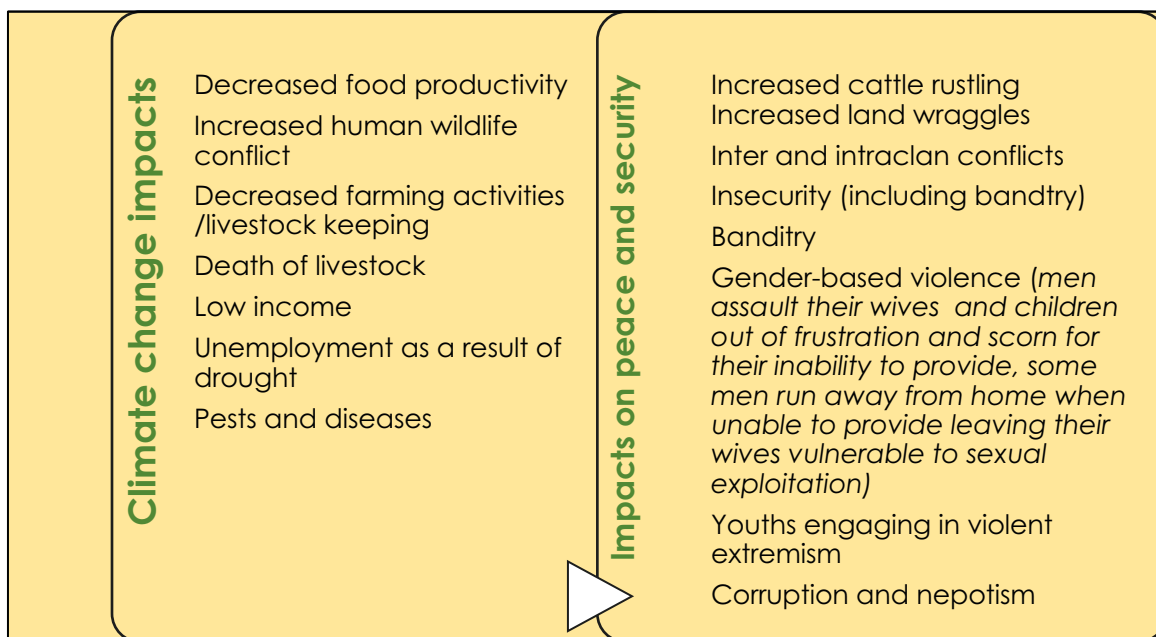 Climate change impacts
Decreased food productivity
Increased human wildlife
conflict
Decreased farming activities
/livestock keeping
Death of livestock
Low income
Unemployment as a result of
drought
Pests and diseases
Impacts on peace and security
Increased cattle rustling
Increased land wraggles
Inter and intraclan conflicts
Insecurity (including bandtry)
Banditry
Gender-based violence (men
assault their wives  and children
out of frustration and scorn for
their inability to provide, some
men run away from home when
unable to provide leaving their
wives vulnerable to sexual
exploitation)
Youths engaging in violent
extremism
Corruption and nepotism